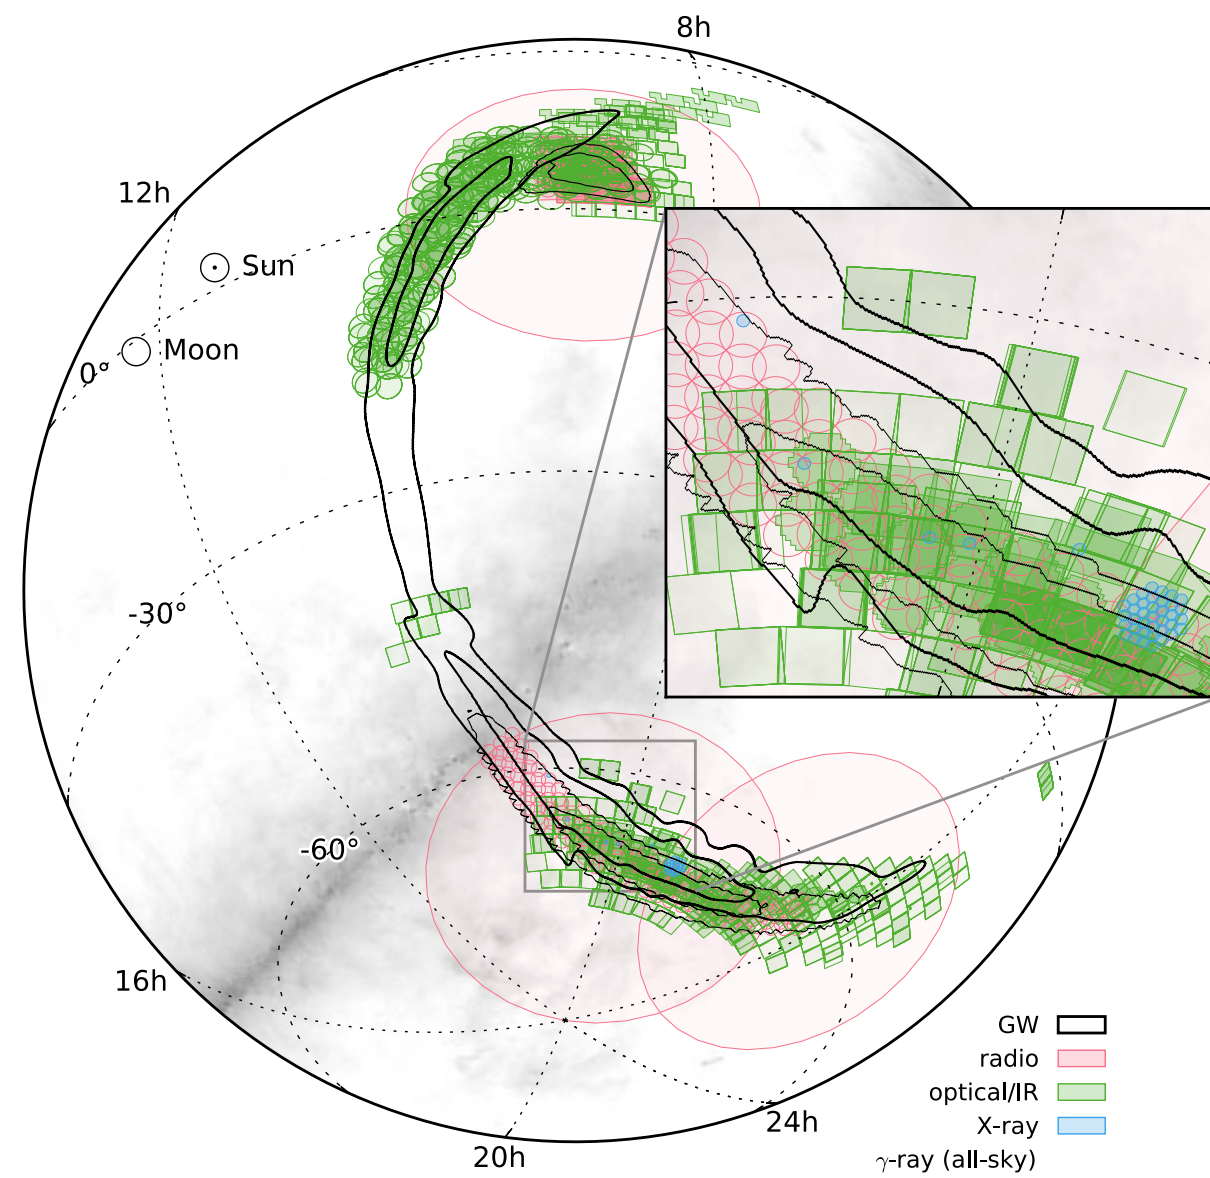 8h
12h
Sun
Moon
0°
-30°
-60°
16h
GW
radio
optical/IR
X-ray
24h
20h
γ-ray (all-sky)